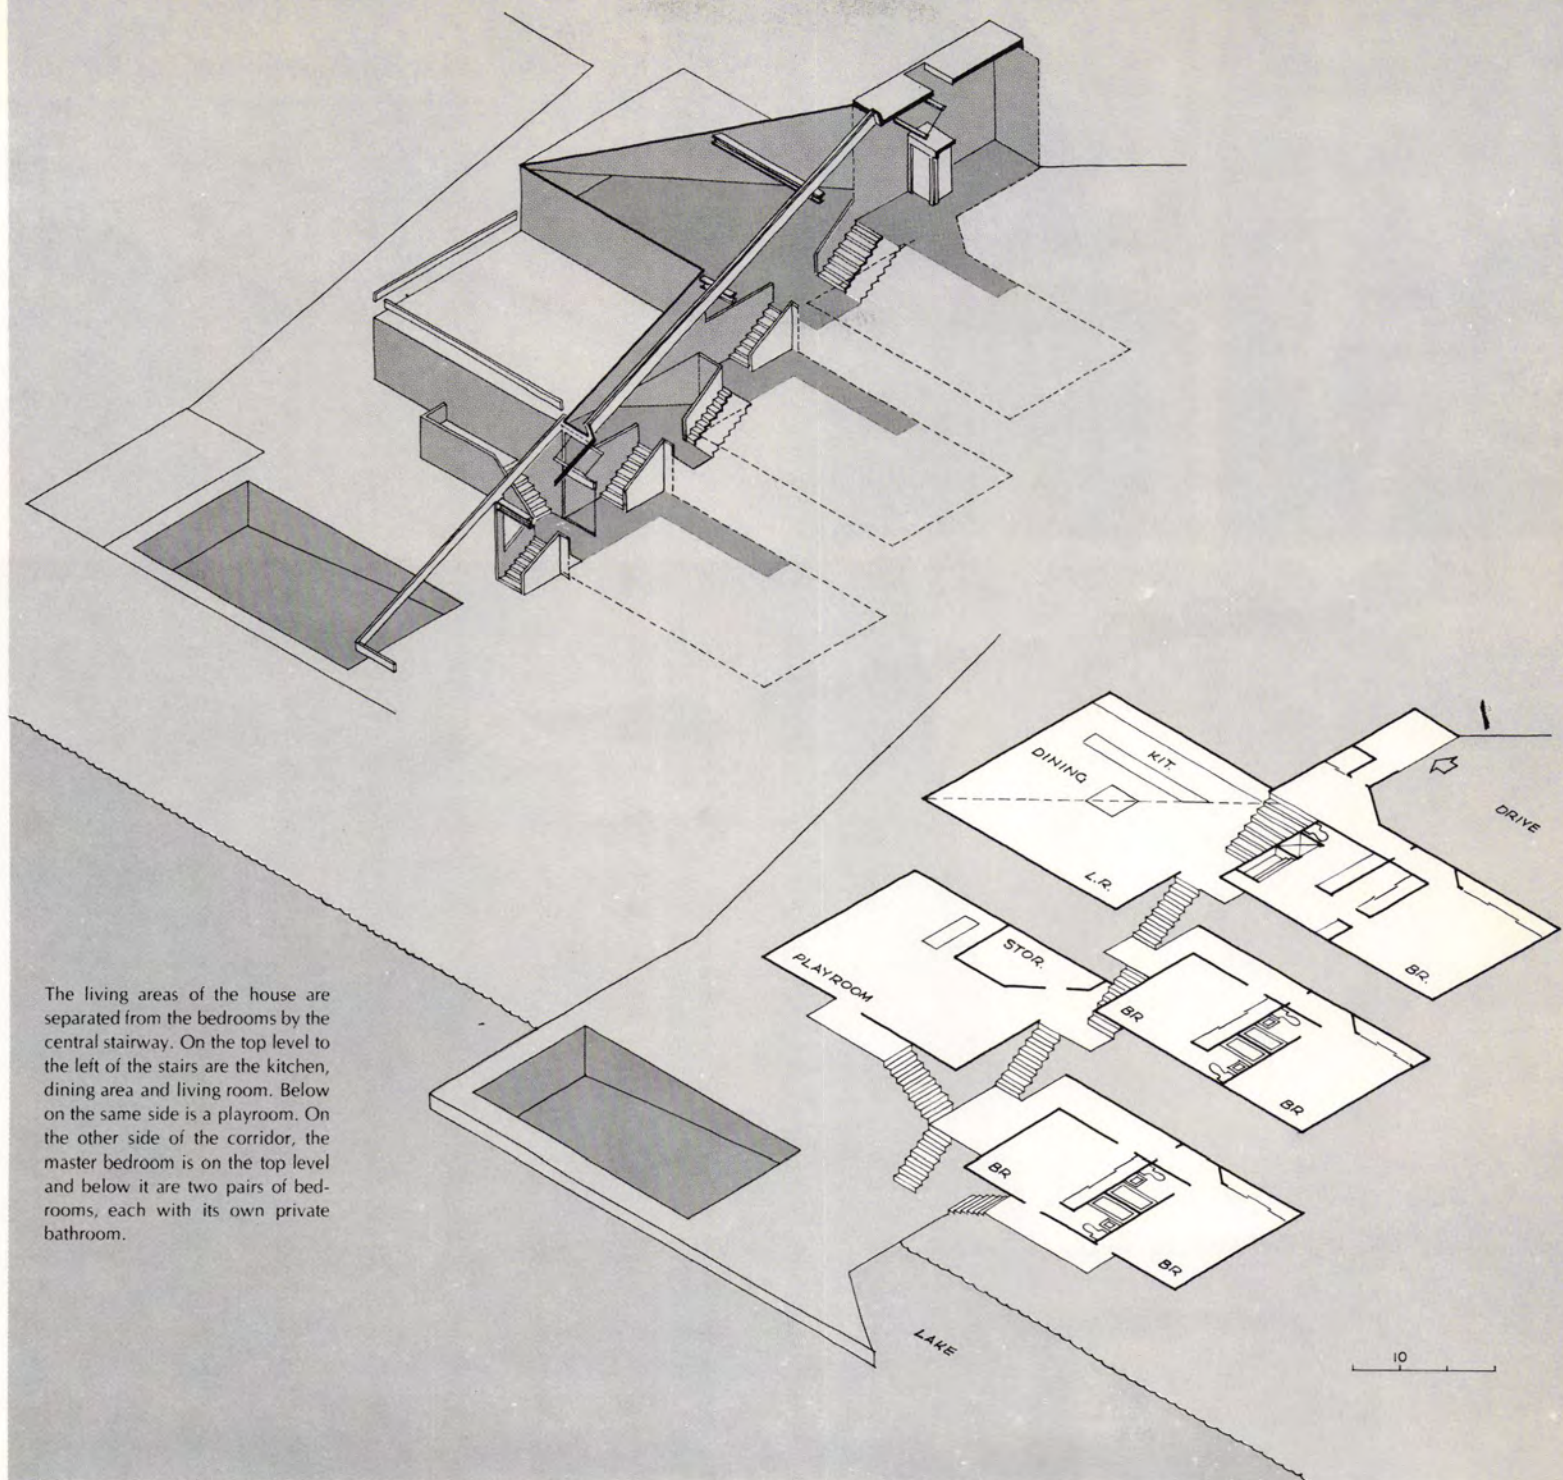 KIT.
DINING
DRIVE
L.R.
BR.
STOR.
PLAYROOM
BR
BR
BR
BR
LAKE
10
The living areas of the house are
separated from the bedrooms by the
central stairway. On the top level to
the left of the stairs are the kitchen,
dining area and living room. Below
on the same side is a playroom. On
the other side of the corridor, the
master bedroom is on the top level
and below it are two pairs of bed-
rooms, each with its own private
bathroom.